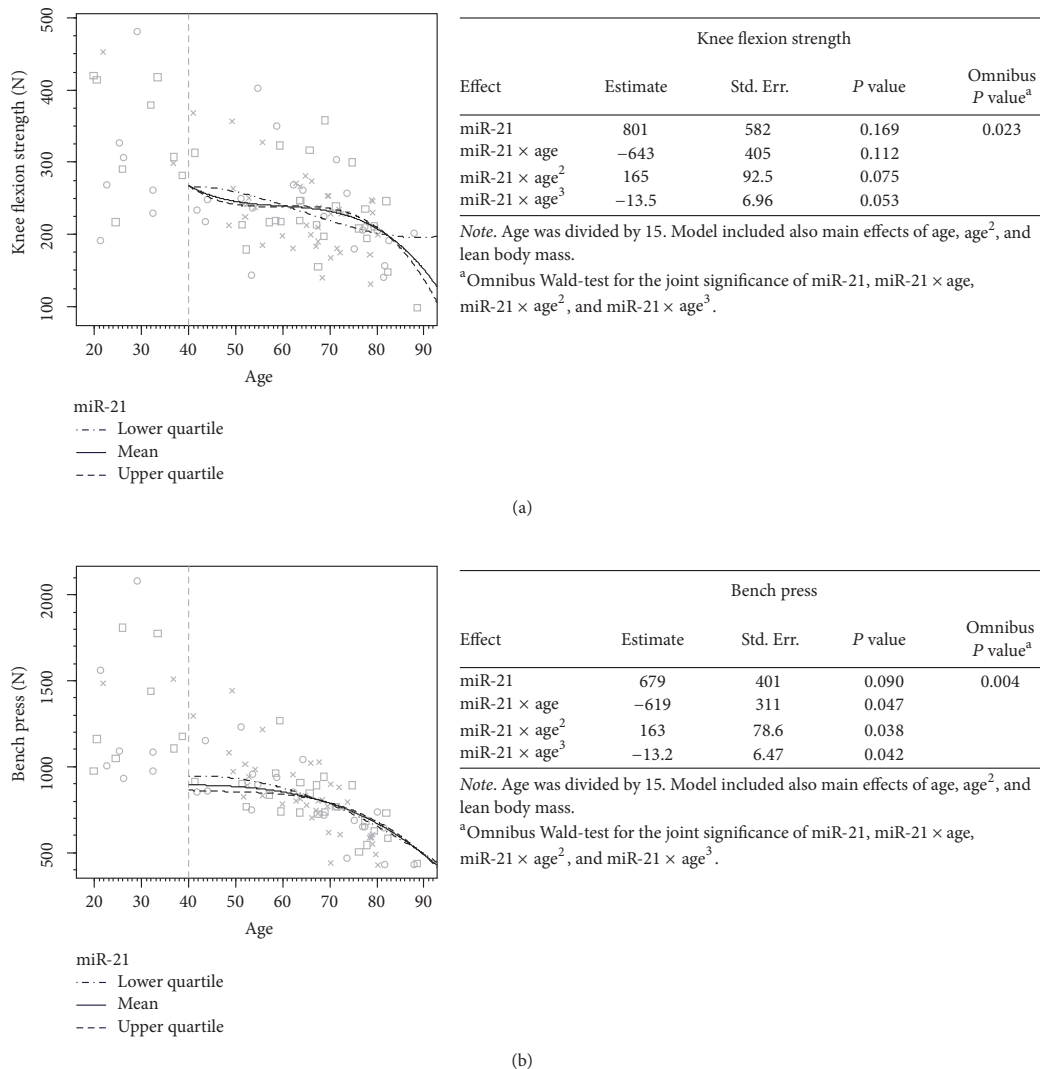 Knee flexion strength (N)
500
400
300
200
100
20 30 40 50 60 70 80 90
Age
miR-21
Lower quartile
Mean
Upper quartile
Knee flexion strength
Effect Estimate Std. Err. P value Omnibus P valueᵃ
miR-21 801 582 0.169 0.023
miR-21 × age −643 405 0.112
miR-21 × age² 165 92.5 0.075
miR-21 × age³ −13.5 6.96 0.053
Note. Age was divided by 15. Model included also main effects of age, age², and
lean body mass.
ᵃOmnibus Wald-test for the joint significance of miR-21, miR-21 × age,
miR-21 × age², and miR-21 × age³.
(a)
Bench press (N)
2000
1500
1000
500
20 30 40 50 60 70 80 90
Age
miR-21
Lower quartile
Mean
Upper quartile
Bench press
Effect Estimate Std. Err. P value Omnibus P valueᵃ
miR-21 679 401 0.090 0.004
miR-21 × age −619 311 0.047
miR-21 × age² 163 78.6 0.038
miR-21 × age³ −13.2 6.47 0.042
Note. Age was divided by 15. Model included also main effects of age, age², and
lean body mass.
ᵃOmnibus Wald-test for the joint significance of miR-21, miR-21 × age,
miR-21 × age², and miR-21 × age³.
(b)